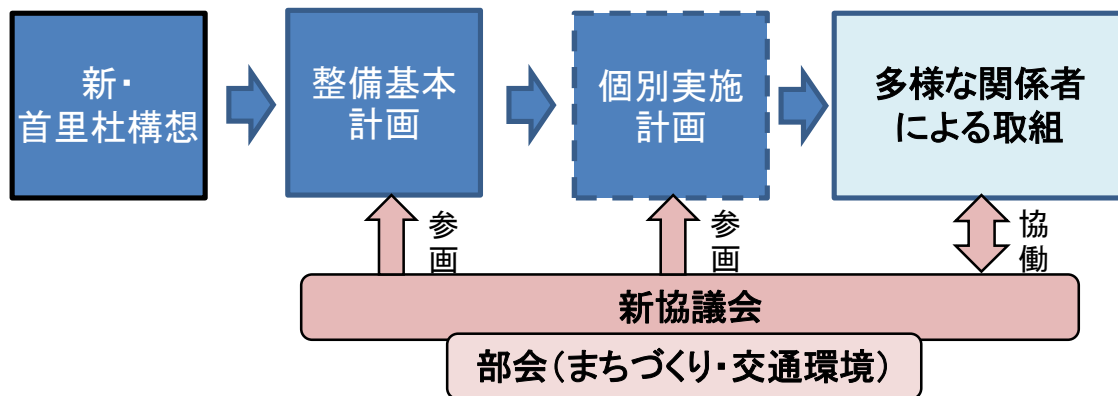 新・
首里杜構想
整備基本
計画
個別実施
計画
多様な関係者
による取組
参画
参画
協働
新協議会
部会(まちづくり・交通環境)